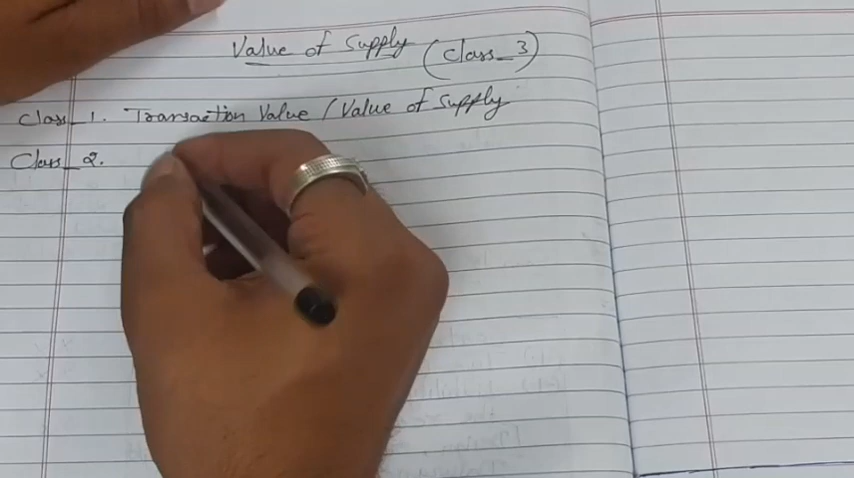 Value of Supply (Class_3)
Class_1. Transaction Value / Value of Supply
Class_2.